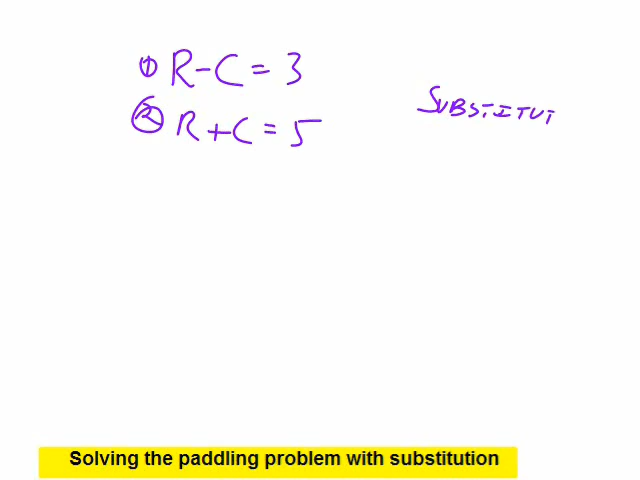 ① R - C = 3
② R + C = 5
SUBSTITUT
Solving the paddling problem with substitution